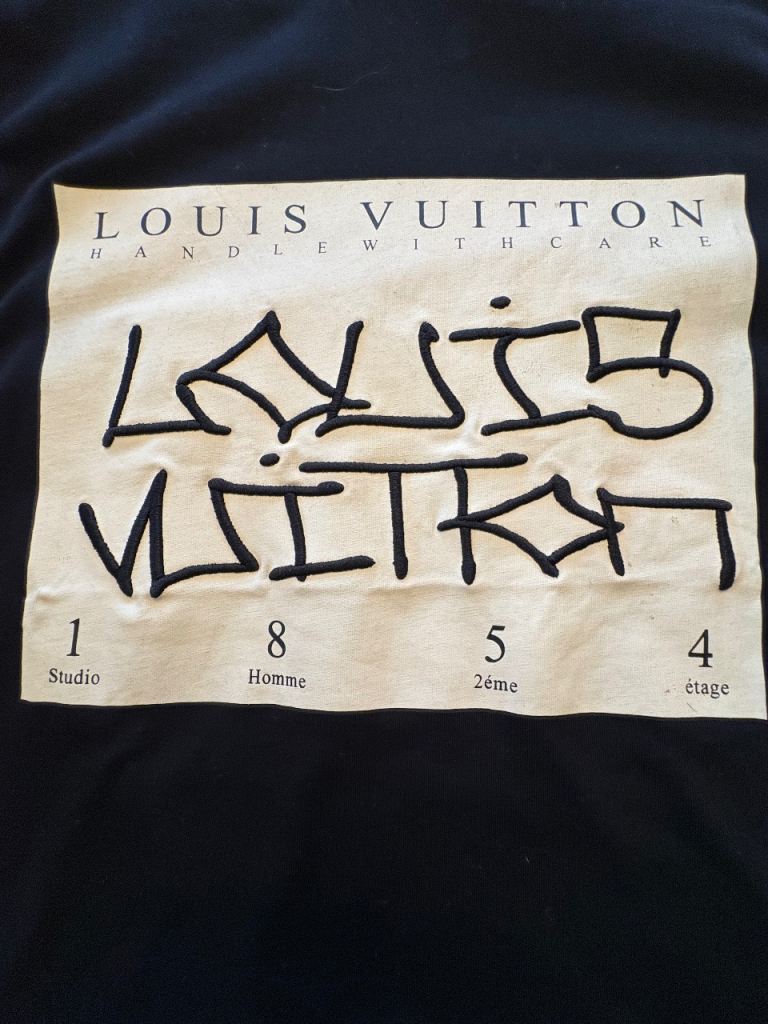 LOUIS VUITTON
HANDLEWITHCARE
LOUIS
VUITTON
1 8 5 4
Studio Homme 2éme étage